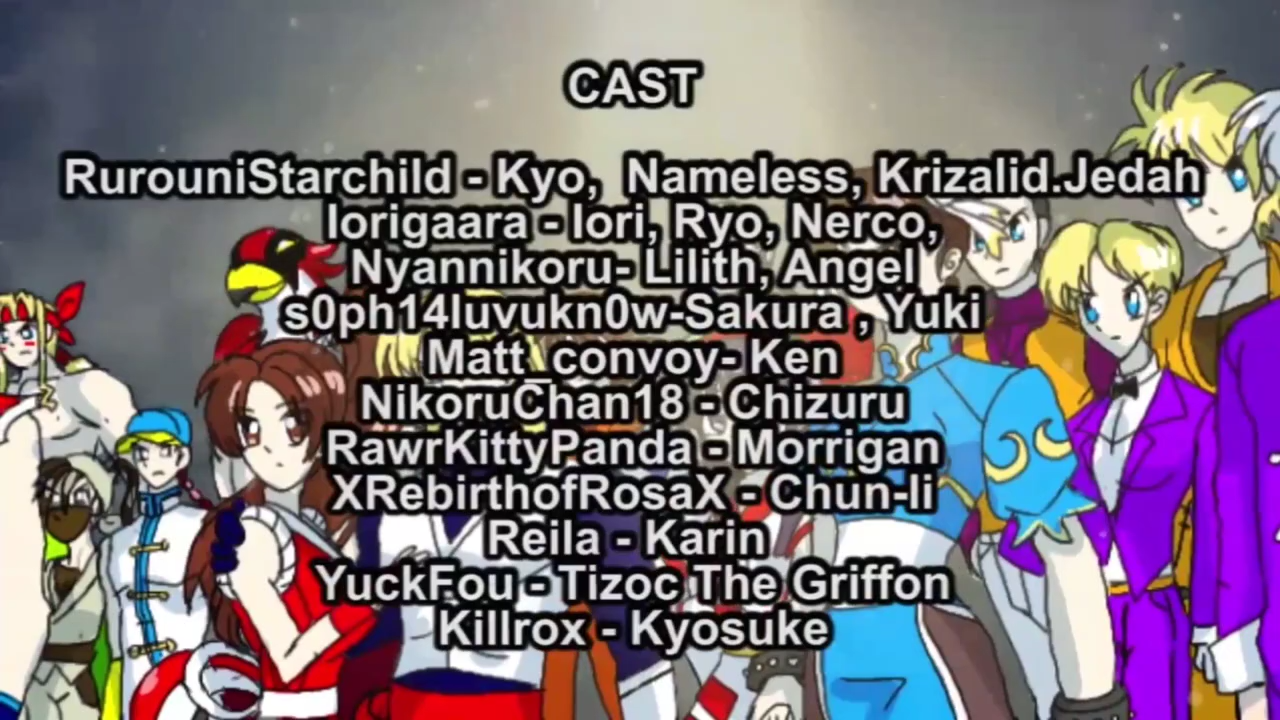 CAST
RurouniStarchild - Kyo, Nameless, Krizalid.Jedah
Iorigaara - Iori, Ryo, Nerco,
Nyannikoru- Lilith, Angel
s0ph14luvukn0w-Sakura , Yuki
Matt_convoy- Ken
NikoruChan18 - Chizuru
RawrKittyPanda - Morrigan
XRebirthofRosaX - Chun-li
Reila - Karin
YuckFou - Tizoc The Griffon
Killrox - Kyosuke